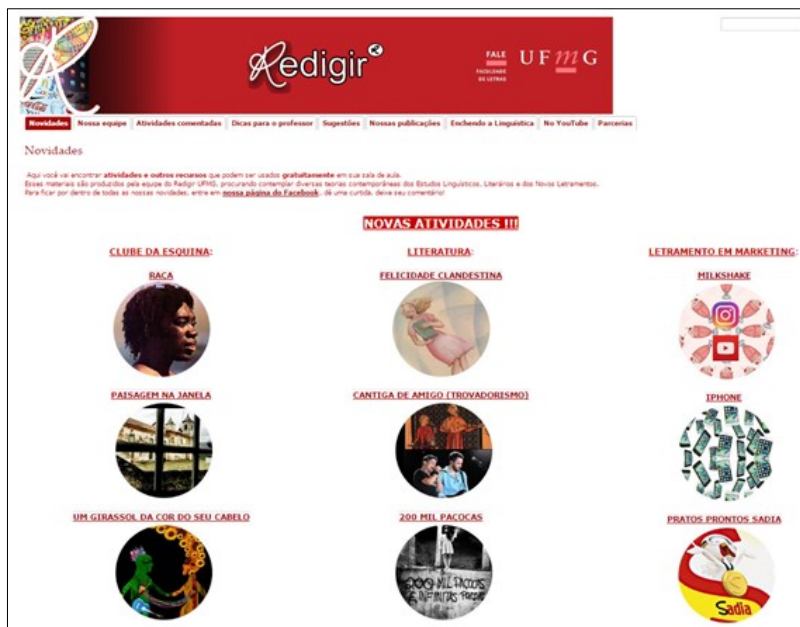 Redigir
FALE
FACULDADE
DE LETRAS
UFMG
Novidades Nossa equipe Atividades comentadas Dicas para o professor Sugestões Nossas publicações Enchendo a Linguística No YouTube Parcerias
Novidades
Aqui você vai encontrar atividades e outros recursos que podem ser usados gratuitamente em sua sala de aula.
Esses materiais são produzidos pela equipe do Redigir UFMG, procurando contemplar diversas teorias contemporâneas dos Estudos Linguísticos, Literários e dos Novos Letramentos.
Para ficar por dentro de todas as nossas novidades, entre em nossa página do Facebook, dê uma curtida, deixe seu comentário!
NOVAS ATIVIDADES !!!
CLUBE DA ESQUINA: LITERATURA: LETRAMENTO EM MARKETING:
RAÇA FELICIDADE CLANDESTINA MILKSHAKE
PAISAGEM NA JANELA CANTIGA DE AMIGO (TROVADORISMO) IPHONE
UM GIRASSOL DA COR DO SEU CABELO 200 MIL PAÇOCAS PRATOS PRONTOS SADIA
200 MIL PAÇOCAS
Sadia